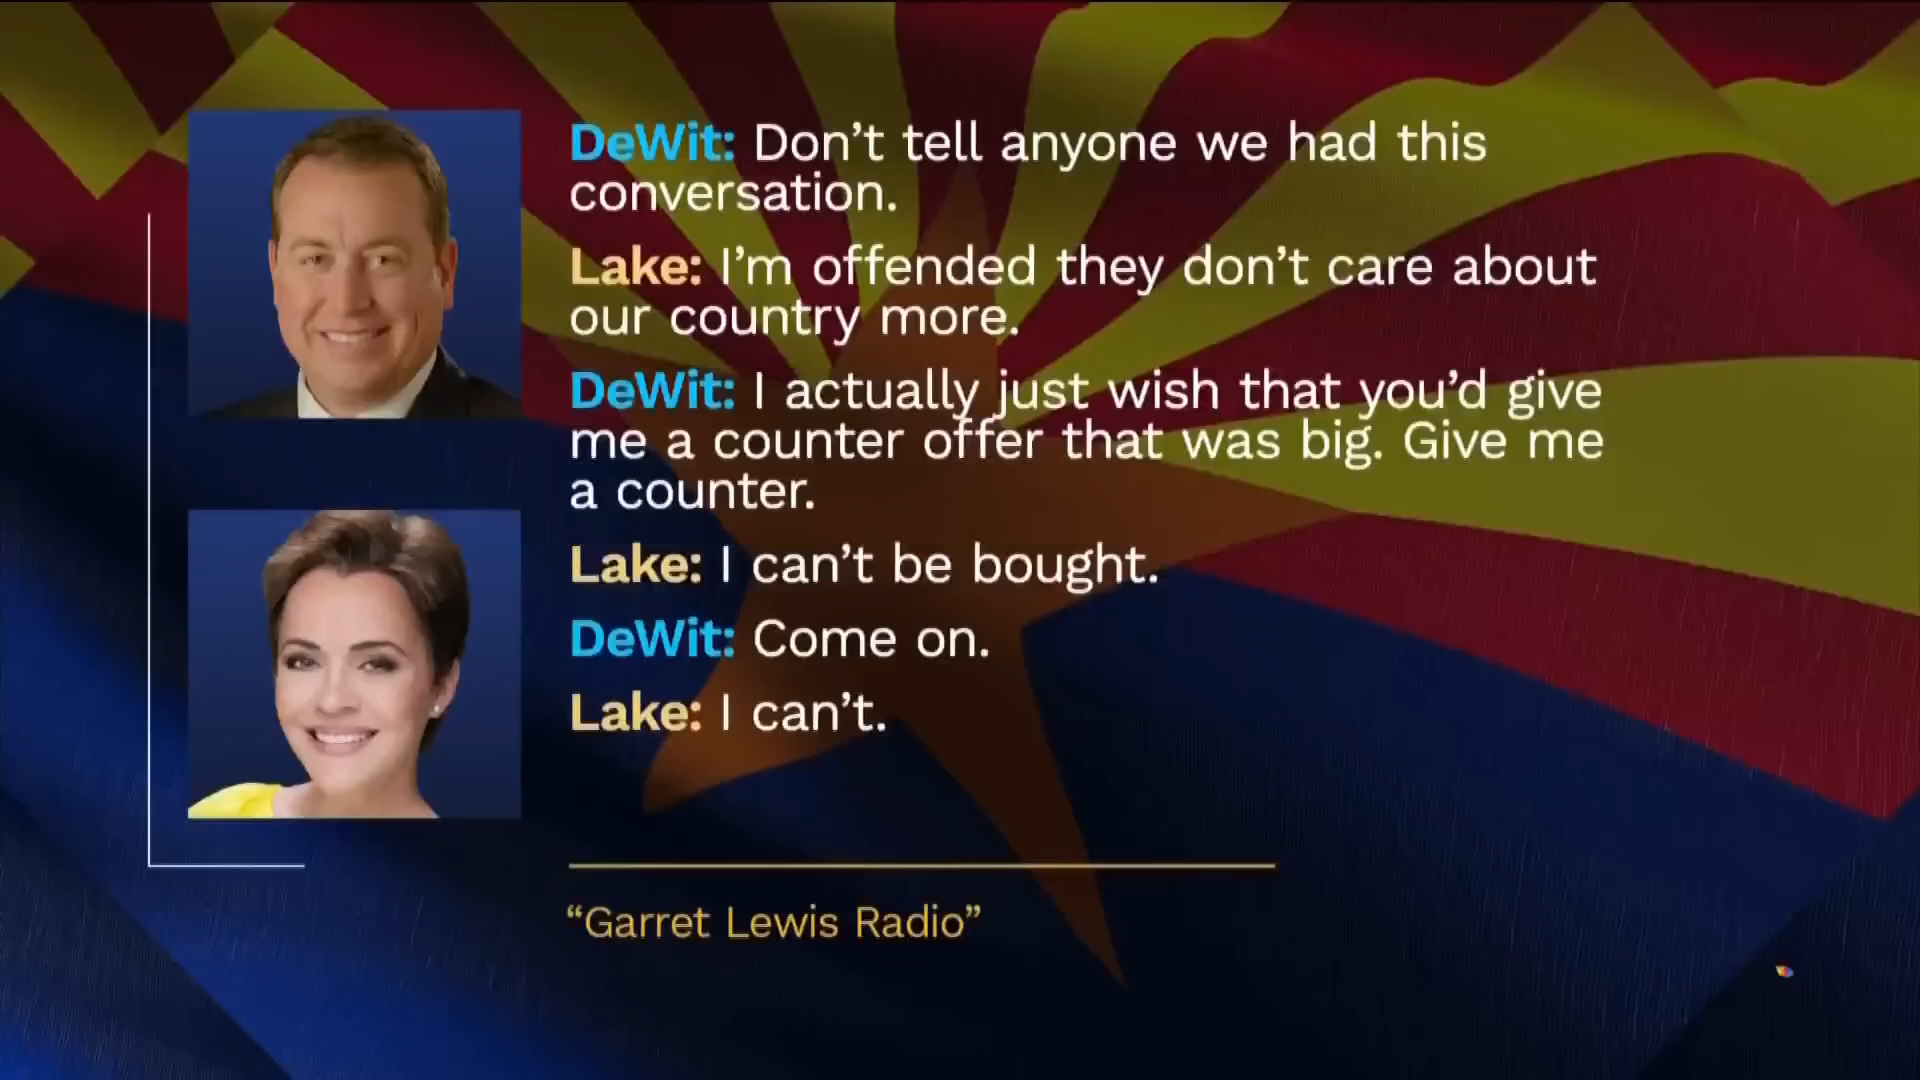 DeWit: Don't tell anyone we had this
conversation.
Lake: I'm offended they don't care about
our country more.
DeWit: I actually just wish that you'd give
me a counter offer that was big. Give me
a counter.
Lake: I can't be bought.
DeWit: Come on.
Lake: I can't.
“Garret Lewis Radio”